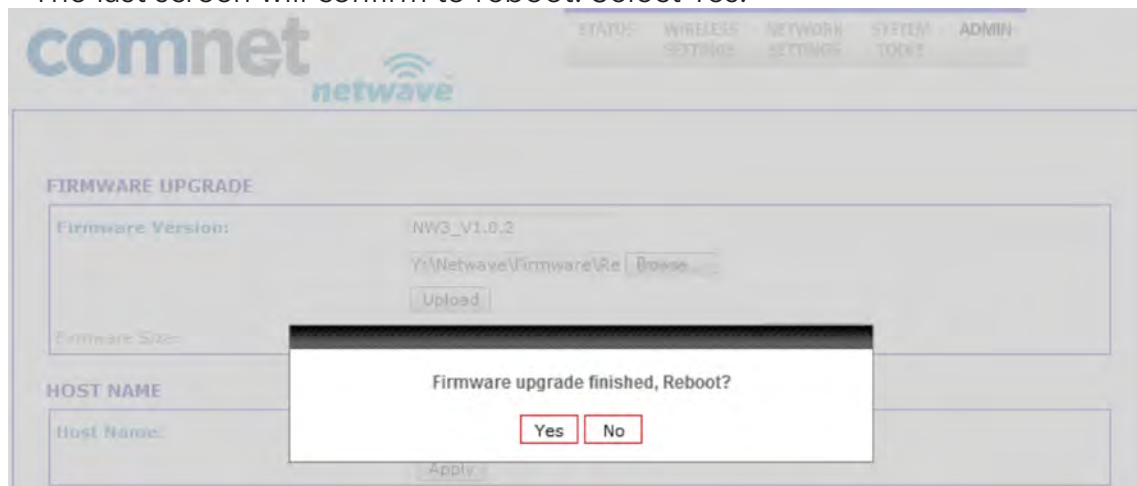 The last screen will confirm to reboot. Select Yes.
comnet
netwave
STATUS WIRELESS SETTINGS NETWORK SETTINGS SYSTEM TOOLS ADMIN
FIRMWARE UPGRADE
Firmware Version: NW3_V1.0.2
Y:\Netwave\Firmware\Re Browse...
Upload
Firmware Size:
Firmware upgrade finished, Reboot?
Yes No
HOST NAME
Host Name:
Apply